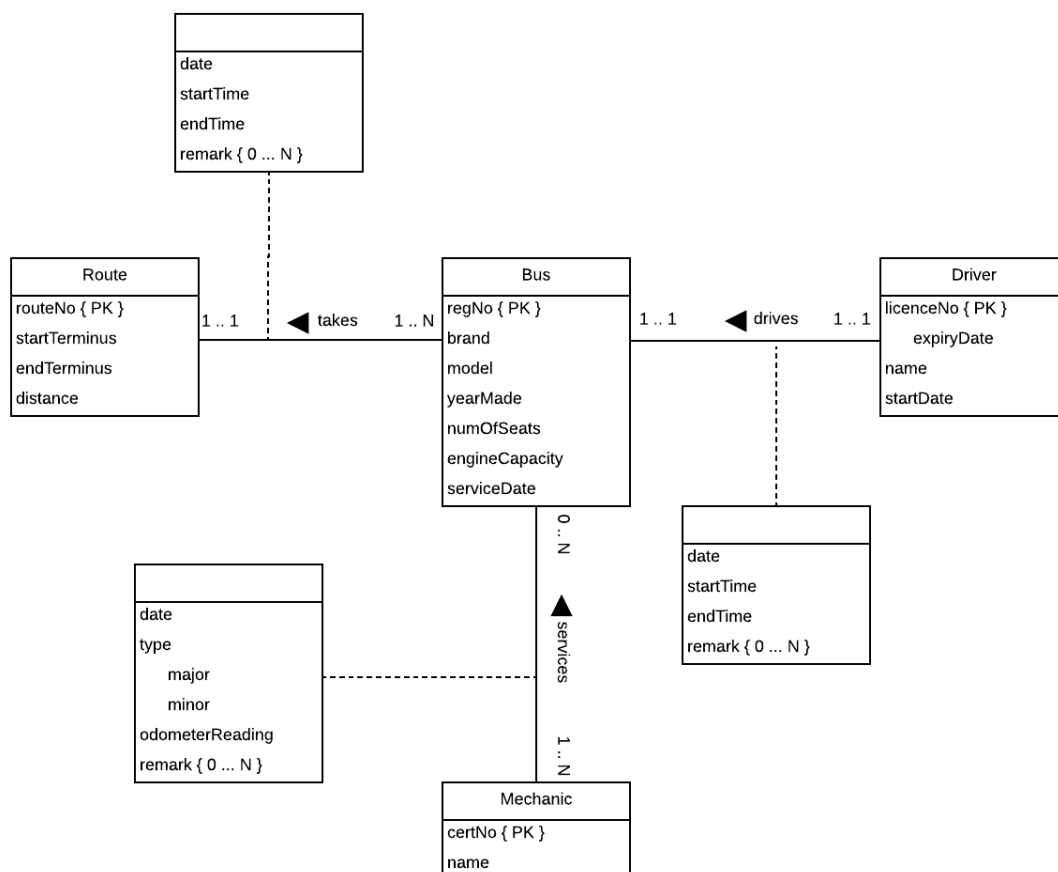 date
startTime
endTime
remark { 0 ... N }
Route
routeNo { PK }
startTerminus
endTerminus
distance
1 .. 1
takes
1 .. N
Bus
regNo { PK }
brand
model
yearMade
numOfSeats
engineCapacity
serviceDate
1 .. 1
drives
1 .. 1
Driver
licenceNo { PK }
expiryDate
name
startDate
date
startTime
endTime
remark { 0 ... N }
0 .. N
services
1 .. N
date
type
major
minor
odometerReading
remark { 0 ... N }
Mechanic
certNo { PK }
name